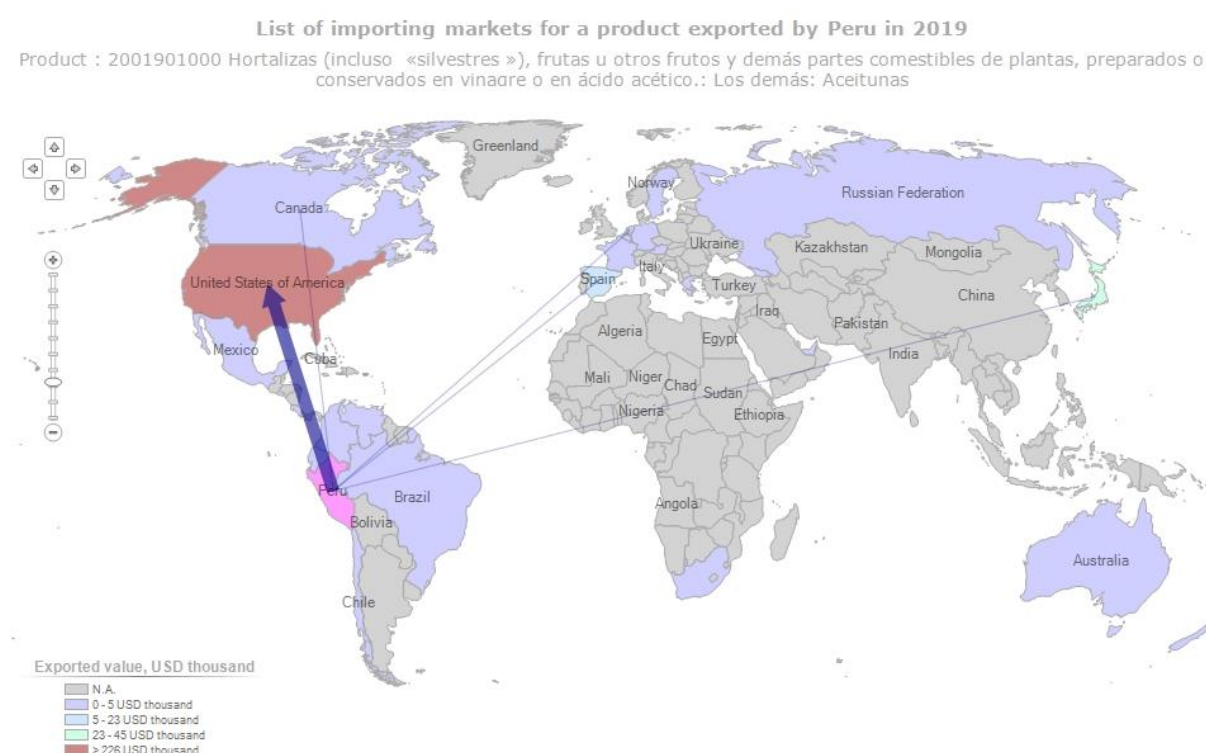 List of importing markets for a product exported by Peru in 2019
Product : 2001901000 Hortalizas (incluso «silvestres »), frutas u otros frutos y demás partes comestibles de plantas, preparados o
conservados en vinagre o en ácido acético.: Los demás: Aceitunas
Greenland
Norway
Russian Federation
Canada
Ukraine
Kazakhstan
Mongolia
Italy
Spain
Turkey
United States of America
China
Iraq
Pakistan
Algeria
Egypt
India
Mexico
Cuba
Mali
Niger
Chad
Sudan
Nigeria
Ethiopia
Peru
Brazil
Angola
Bolivia
Australia
Chile
Exported value, USD thousand
N.A.
0 - 5 USD thousand
5 - 23 USD thousand
23 - 45 USD thousand
> 226 USD thousand